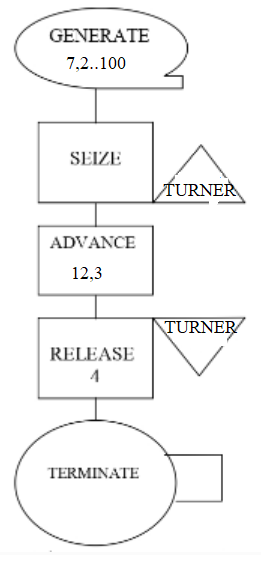 GENERATE
7,2..100
SEIZE
TURNER
ADVANCE
12,3
TURNER
RELEASE
4
TERMINATE